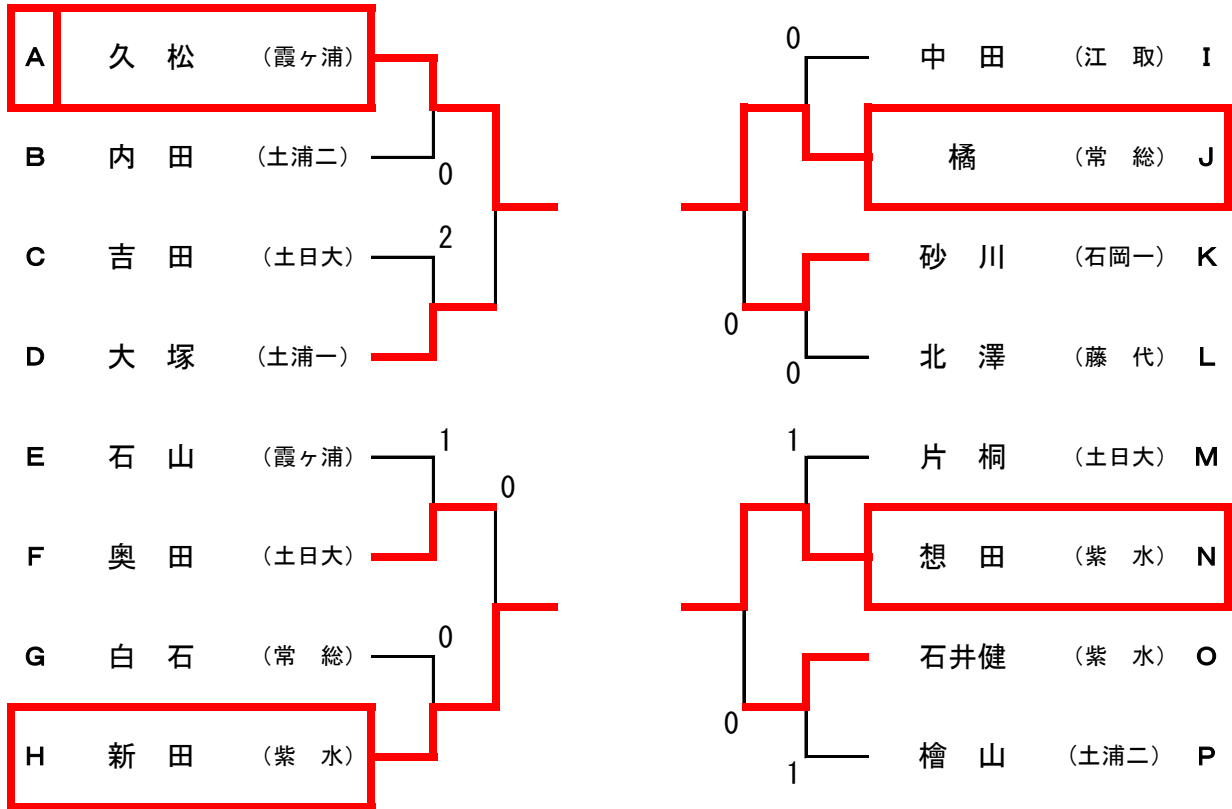 A 久 松 (霞ヶ浦)
B 内 田 (土浦二)
0
2
C 吉 田 (土日大)
D 大 塚 (土浦一)
E 石 山 (霞ヶ浦)
1
0
F 奥 田 (土日大)
G 白 石 (常 総)
0
H 新 田 (紫 水)
0
中 田 (江 取) I
橘 (常 総) J
砂 川 (石岡一) K
0
北 澤 (藤 代) L
0
1
片 桐 (土日大) M
想 田 (紫 水) N
石井健 (紫 水) O
0
檜 山 (土浦二) P
1